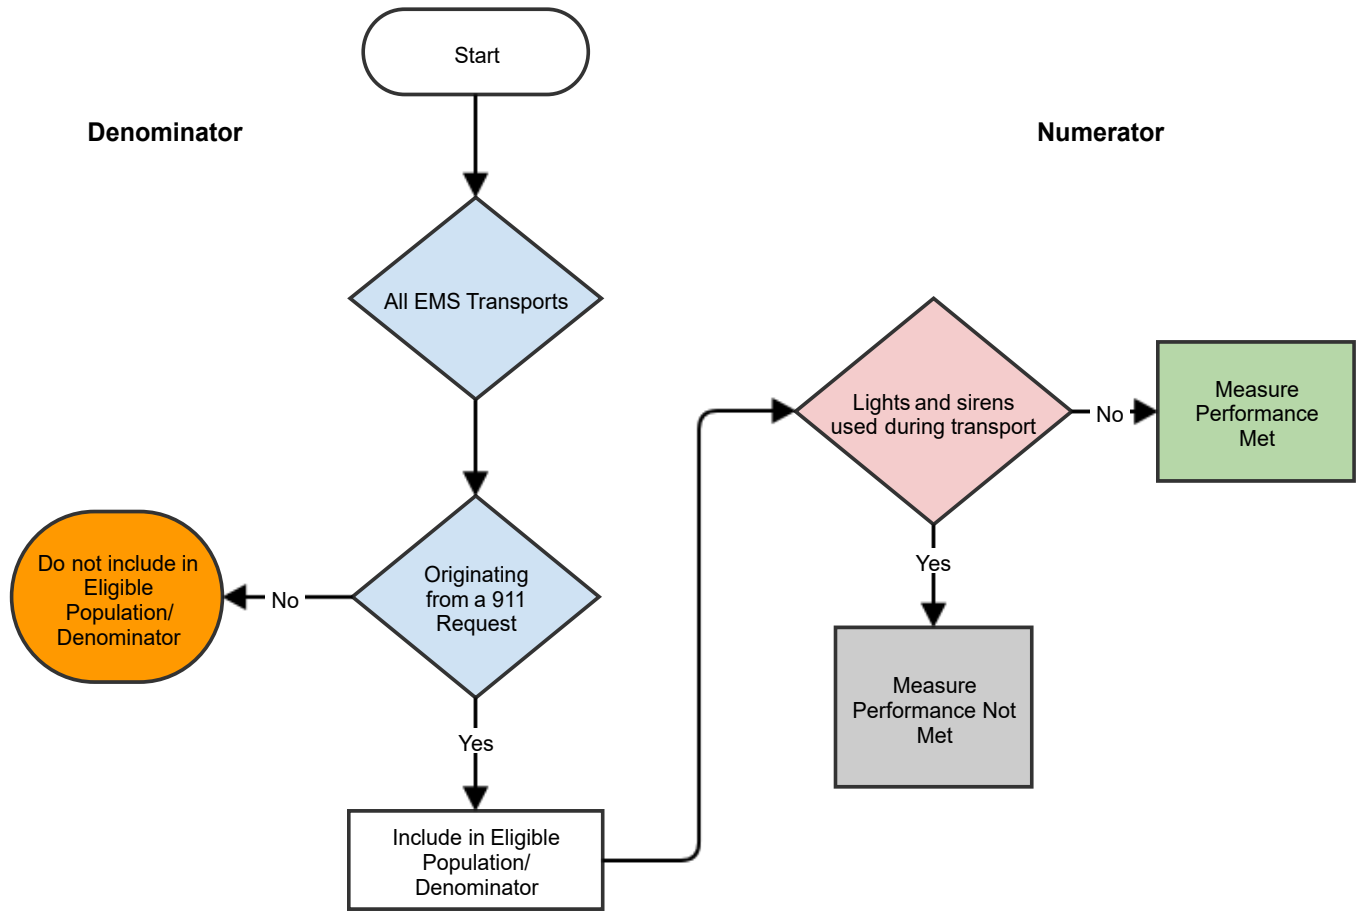 Start
Denominator
Numerator
All EMS Transports
Lights and sirens
used during transport
No
Measure
Performance
Met
Yes
Measure
Performance Not
Met
Originating
from a 911
Request
No
Do not include in
Eligible
Population/
Denominator
Yes
Include in Eligible
Population/
Denominator